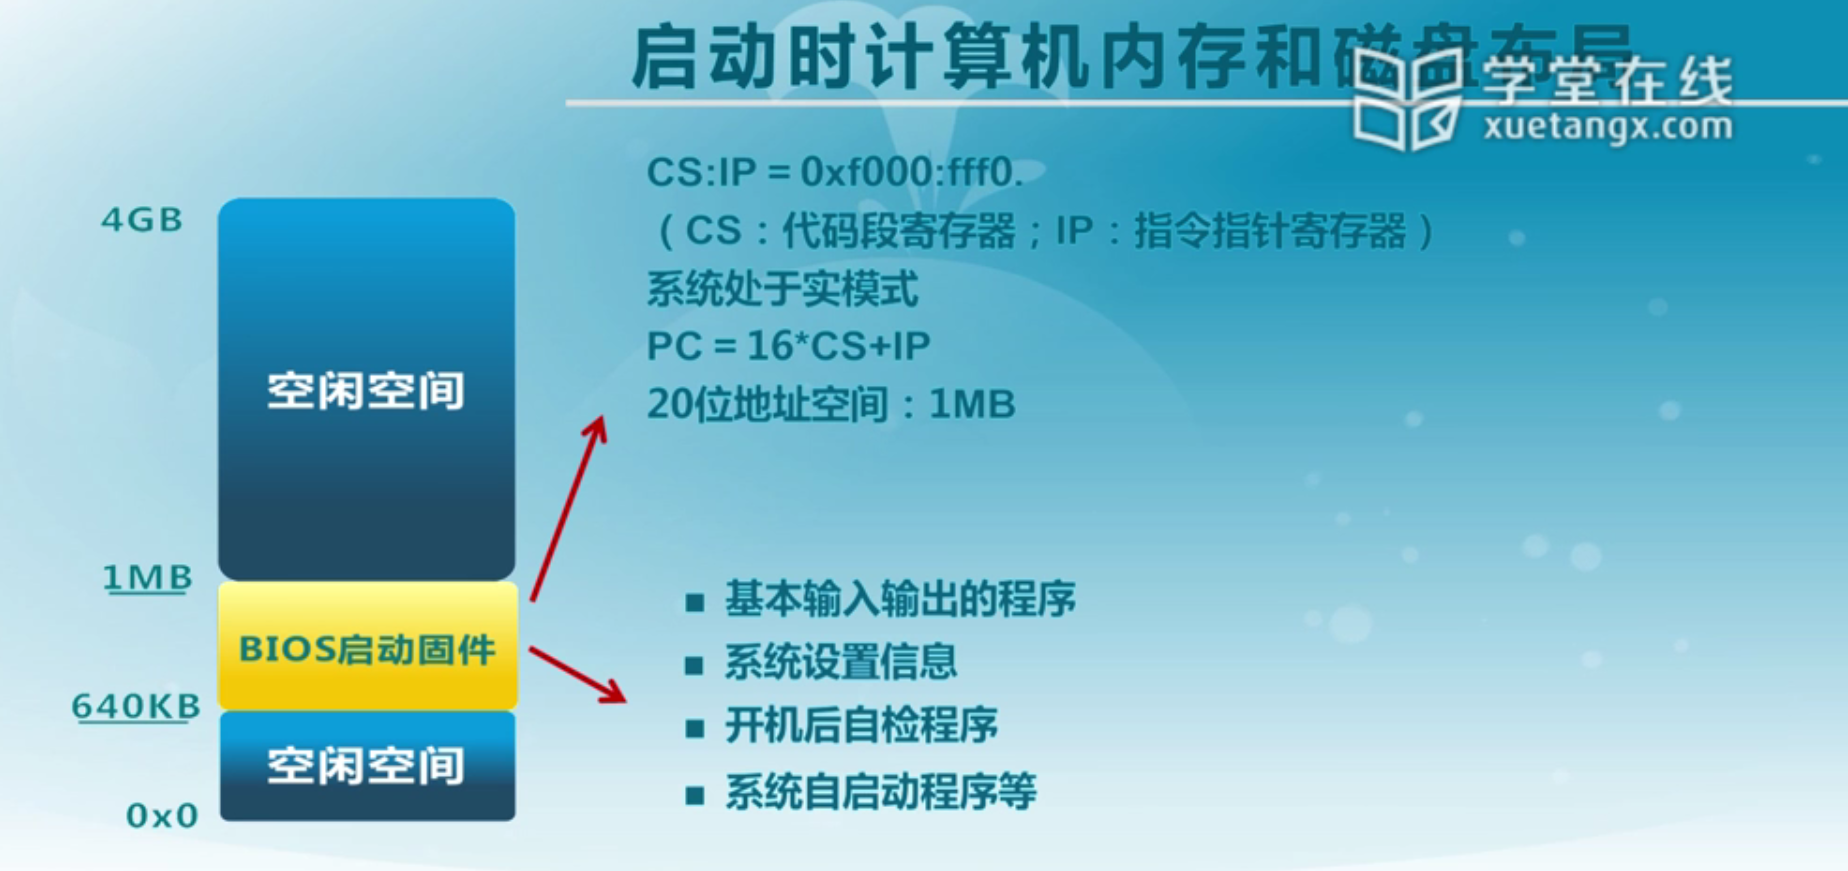 启动时计算机内存和磁盘布局
学堂在线
xuetangx.com
CS:IP = 0xf000:fff0.
（CS：代码段寄存器；IP：指令指针寄存器）
系统处于实模式
PC = 16*CS+IP
20位地址空间：1MB
4GB
空闲空间
1MB
BIOS启动固件
640KB
空闲空间
0x0
■ 基本输入输出的程序
■ 系统设置信息
■ 开机后自检程序
■ 系统自启动程序等